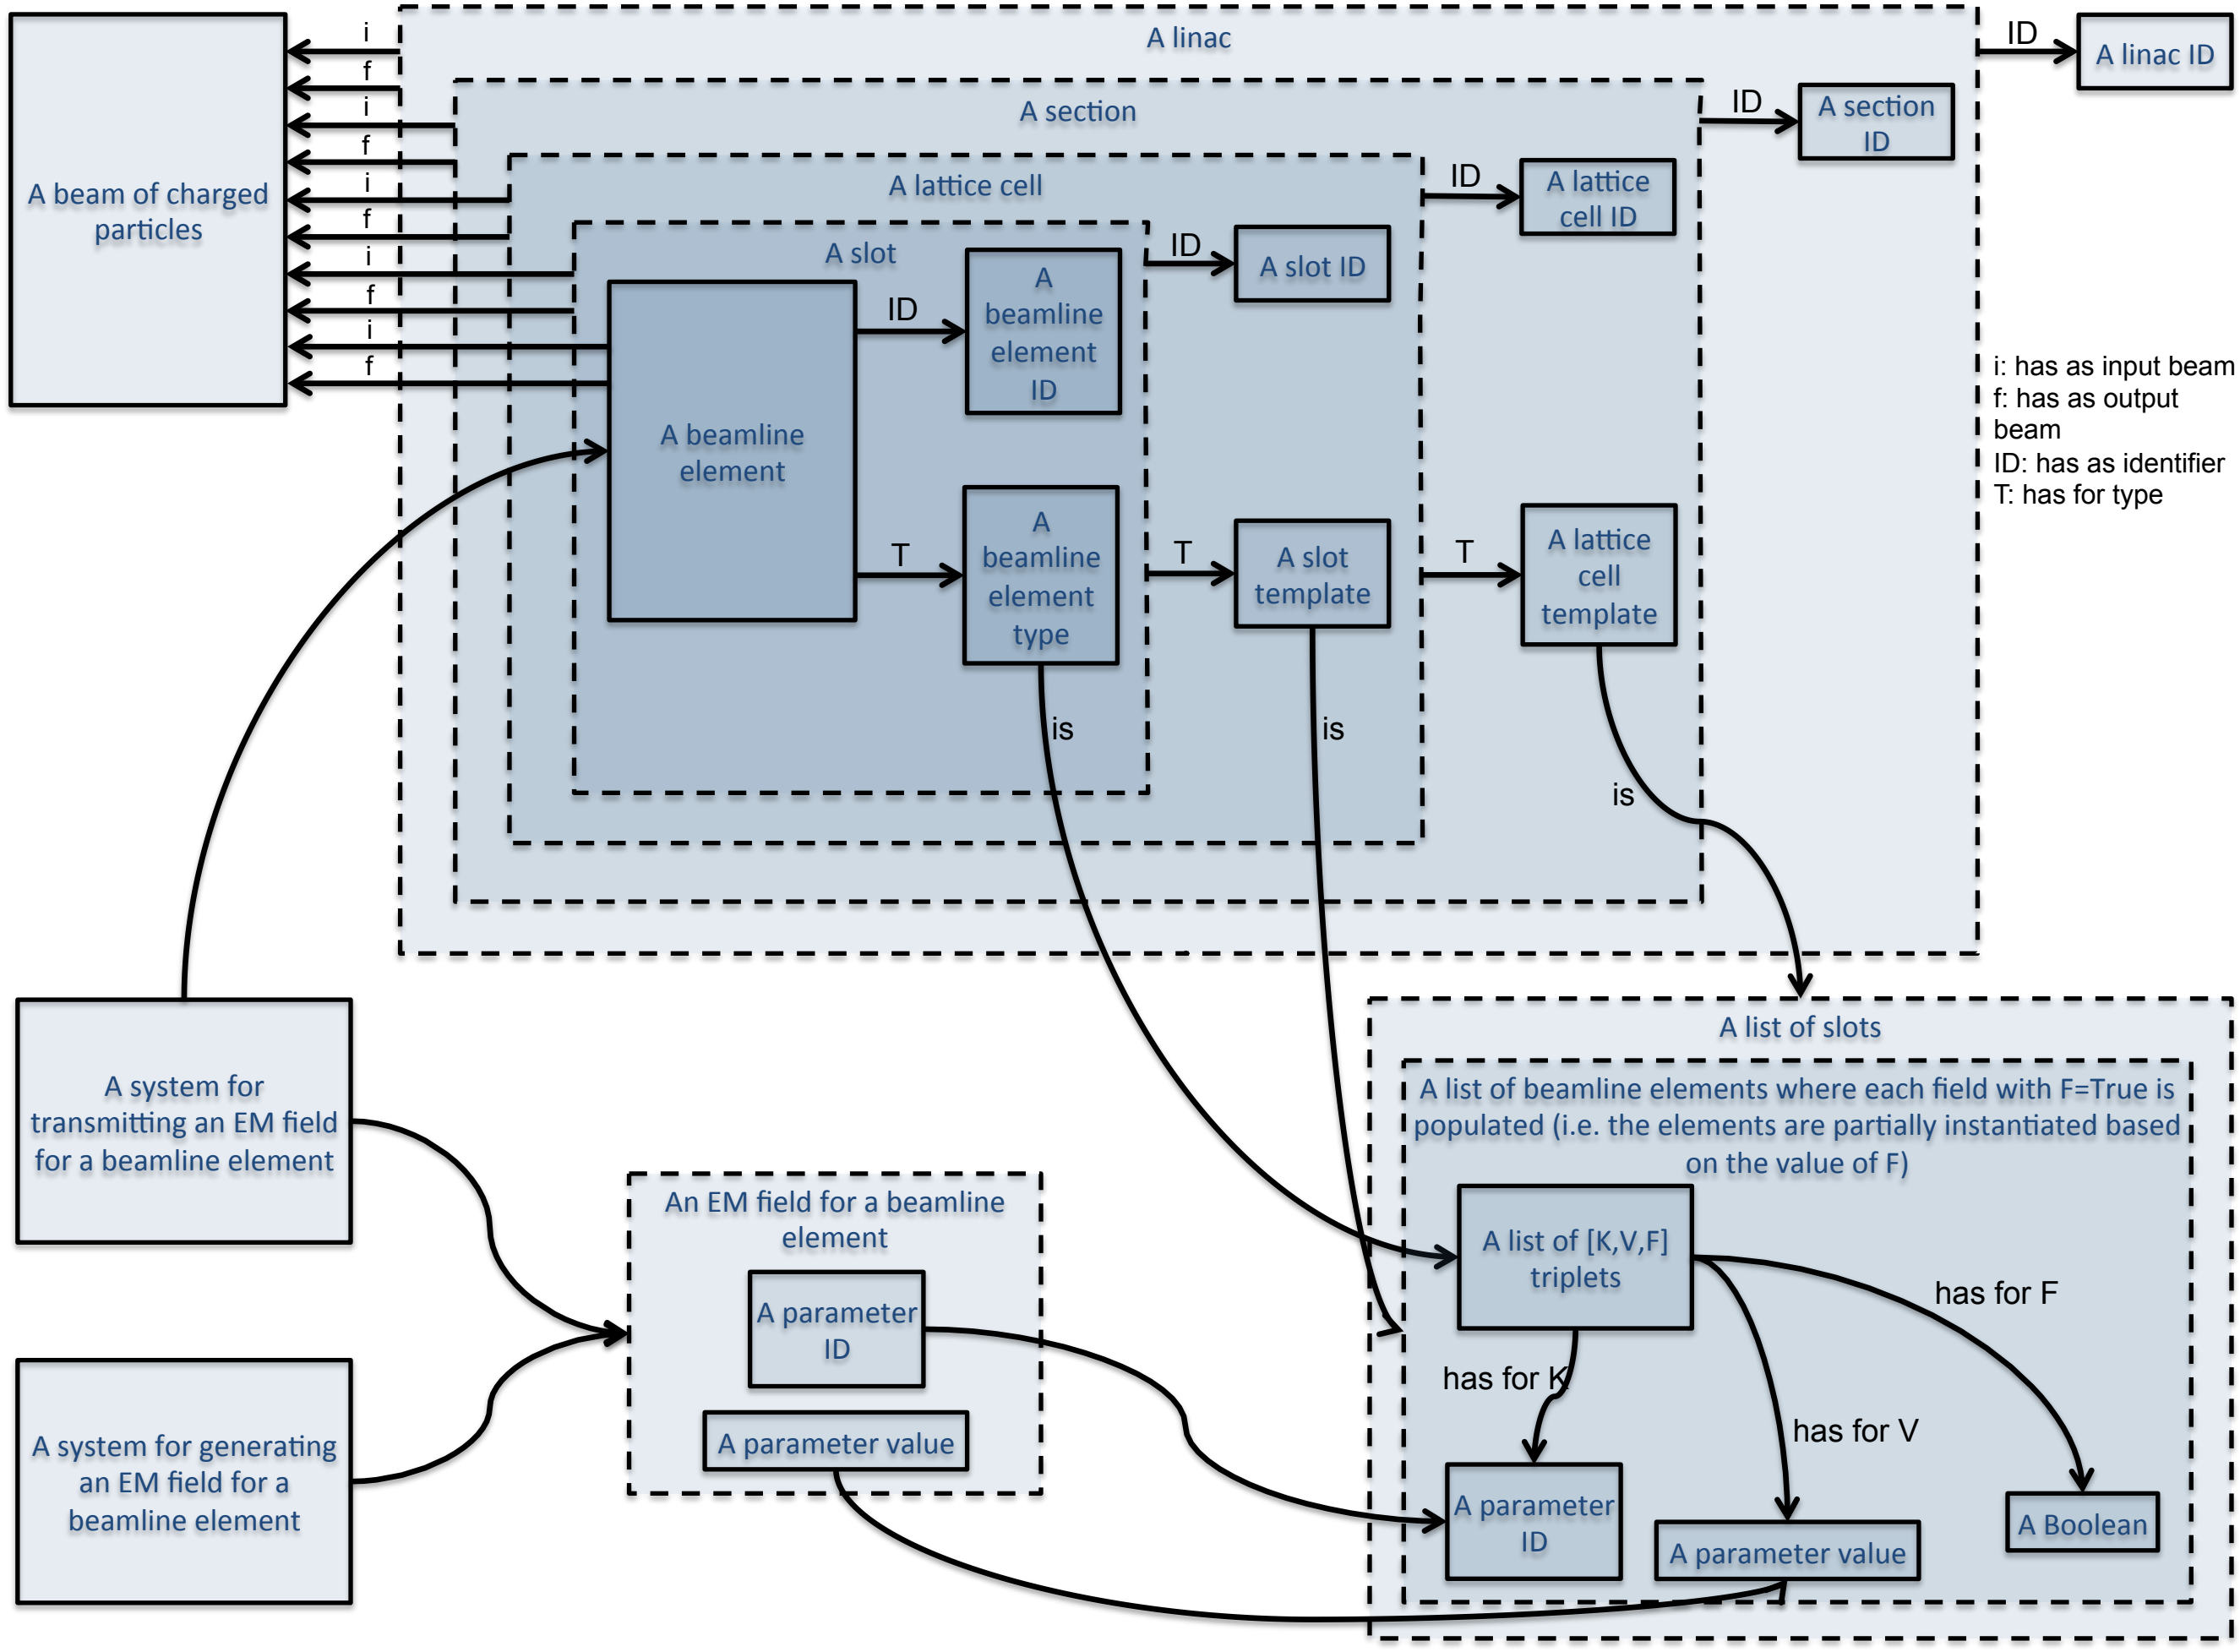 A linac
ID
A linac ID
i
f
i
f
i
f
i
f
i
f
A beam of charged
particles
A section
ID
A section
ID
A lattice cell
ID
A lattice
cell ID
A slot
ID
A slot ID
A beamline
element
ID
A
beamline
element
ID
T
A
beamline
element
type
T
A slot
template
T
A lattice
cell
template
i: has as input beam
f: has as output
beam
ID: has as identifier
T: has for type
is
is
is
A system for
transmitting an EM field
for a beamline element
A system for generating
an EM field for a
beamline element
An EM field for a beamline
element
A parameter
ID
A parameter value
A list of slots
A list of beamline elements where each field with F=True is
populated (i.e. the elements are partially instantiated based
on the value of F)
A list of [K,V,F]
triplets
has for F
has for K
has for V
A parameter
ID
A parameter value
A Boolean